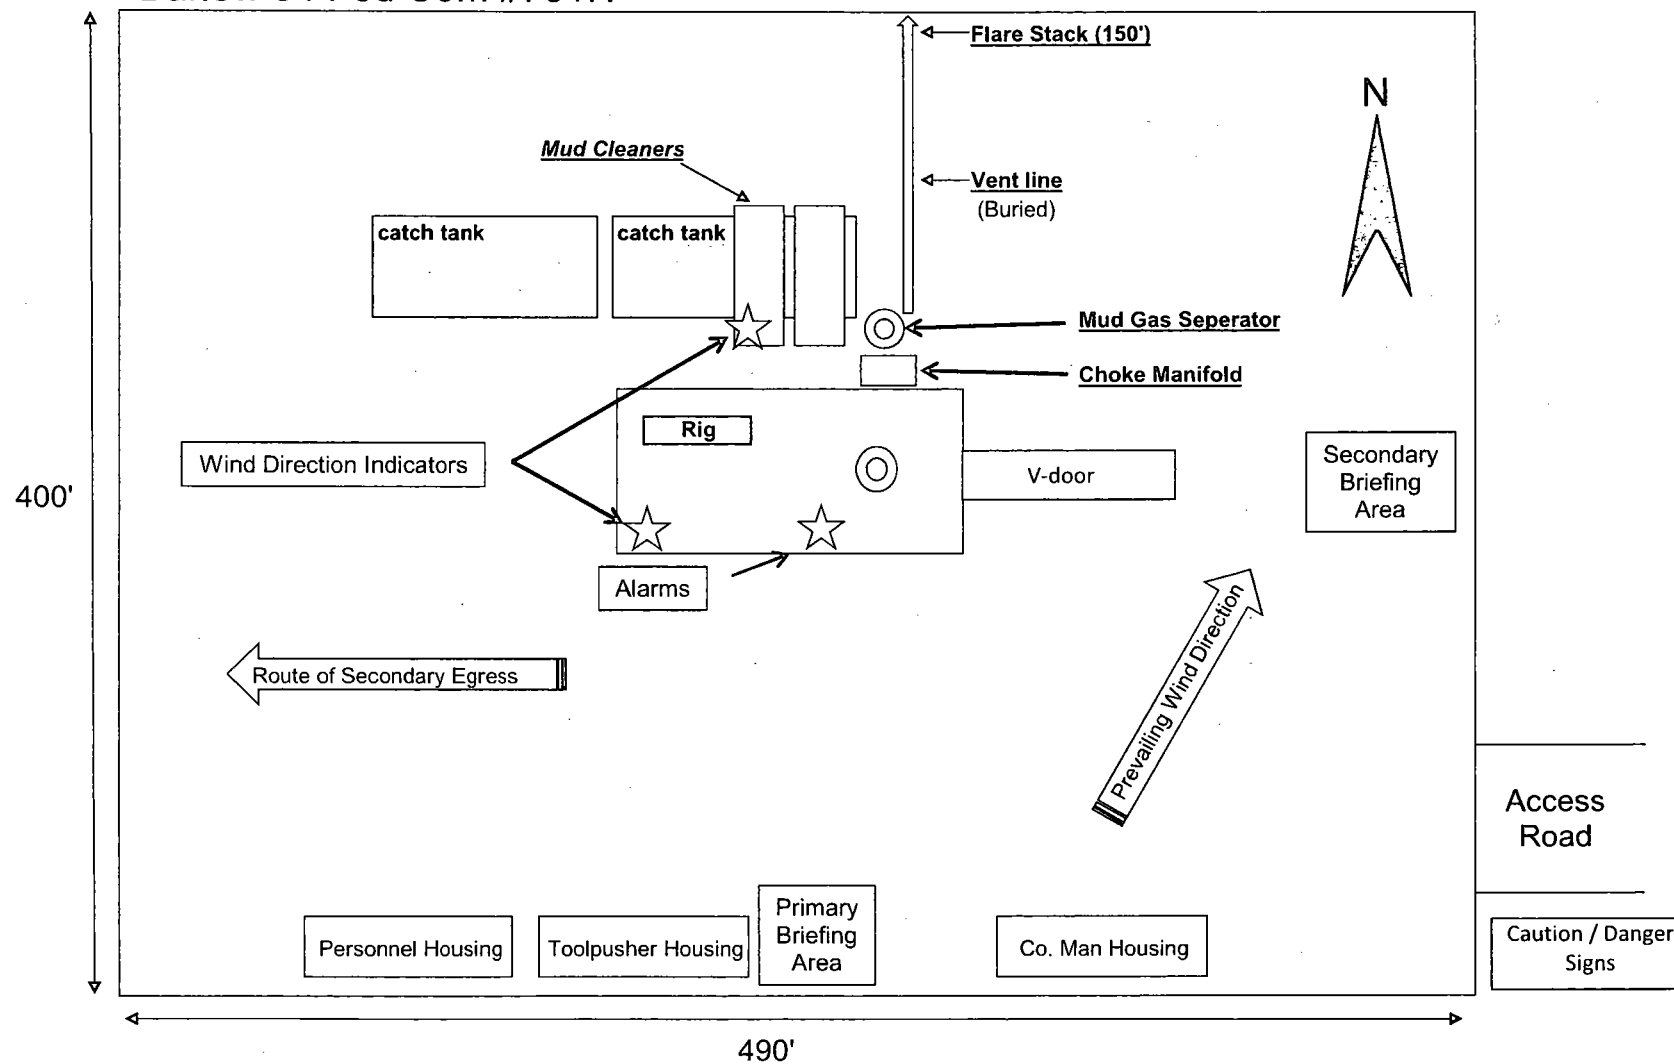 Flare Stack (150')
N
Mud Cleaners
Vent line
(Buried)
catch tank
catch tank
Mud Gas Seperator
Choke Manifold
Rig
Wind Direction Indicators
V-door
Secondary
Briefing
Area
400'
Alarms
Prevailing Wind Direction
Route of Secondary Egress
Access
Road
Primary
Briefing
Area
Personnel Housing
Toolpusher Housing
Co. Man Housing
Caution / Danger
Signs
490'